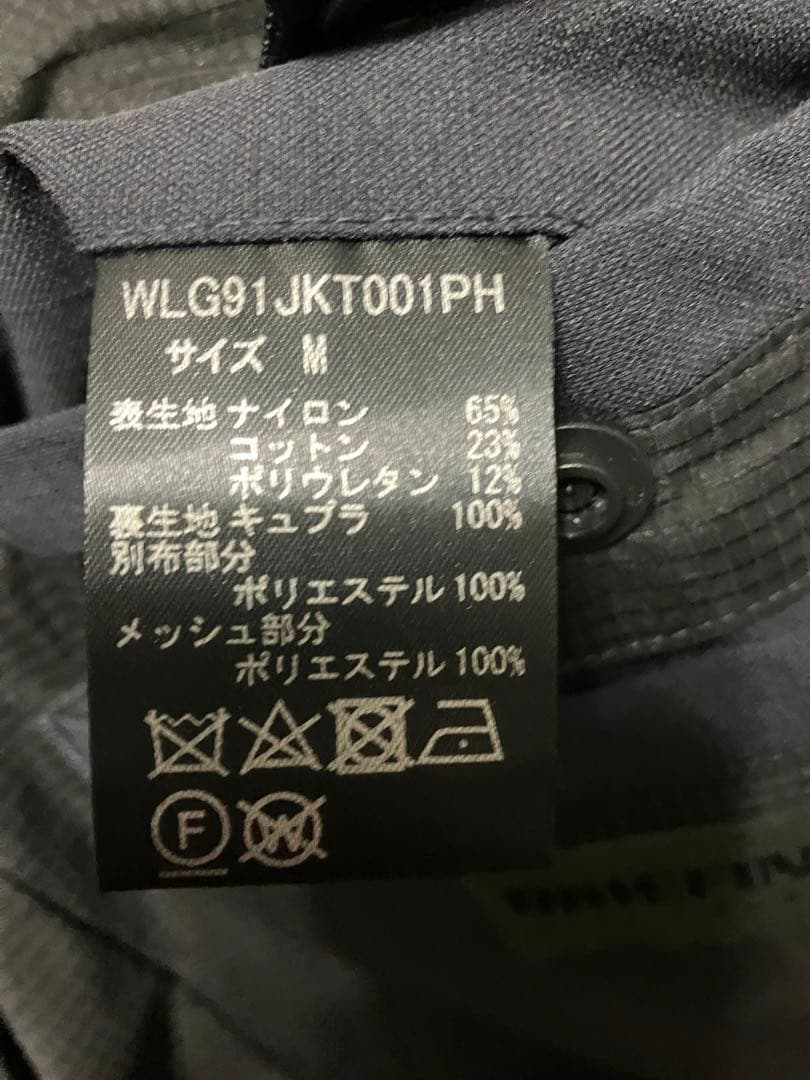 WLG91JKT001PH
サイズ M
表生地 ナイロン 65%
コットン 23%
ポリウレタン 12%
裏生地 キュプラ 100%
別布部分
ポリエステル 100%
メッシュ部分
ポリエステル 100%
F W